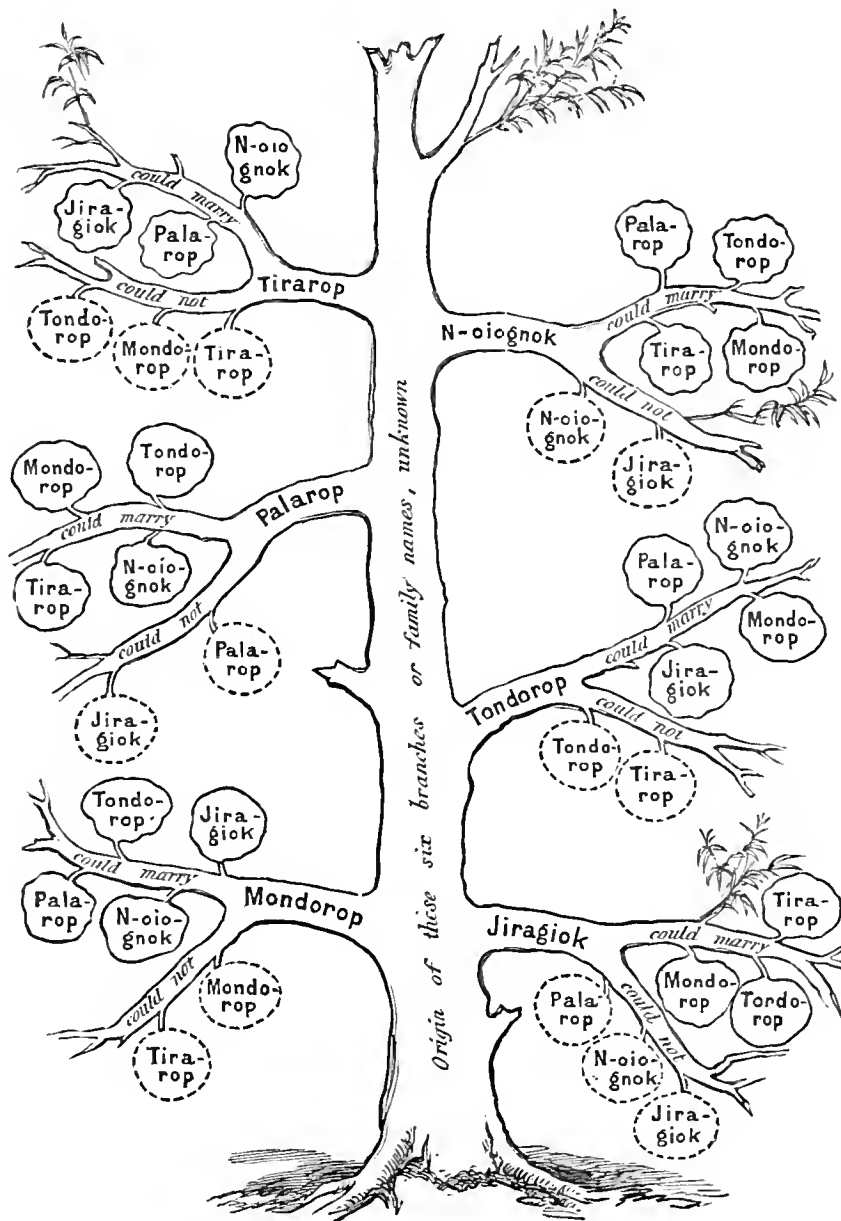 N-oio
gnok
could marry
Jira-
giok
Pala-
rop
Tirarop
could not
Tondo-
rop
Mondo-
rop
Tira-
rop
Mondo-
rop
Tondo-
rop
Palarop
could marry
Tira-
rop
N-oio-
gnok
could not
Pala-
rop
Jira-
giok
Tondo-
rop
Jira-
giok
could marry
Mondorop
Pala-
rop
N-oio-
gnok
could not
Mondo-
rop
Tira-
rop
Origin of these six branches or family names, unknown
Pala-
rop
Tondo-
rop
could marry
N-oiognok
Tira-
rop
Mondo-
rop
could not
N-oio-
gnok
Jira-
giok
N-oio-
gnok
Pala-
rop
Mondo-
rop
could marry
Jira-
giok
Tondorop
could not
Tondo-
rop
Tira-
rop
Tira-
rop
Jiragiok
could marry
Mondo-
rop
Tondo-
rop
could not
Pala-
rop
N-oio-
gnok
Jira-
giok